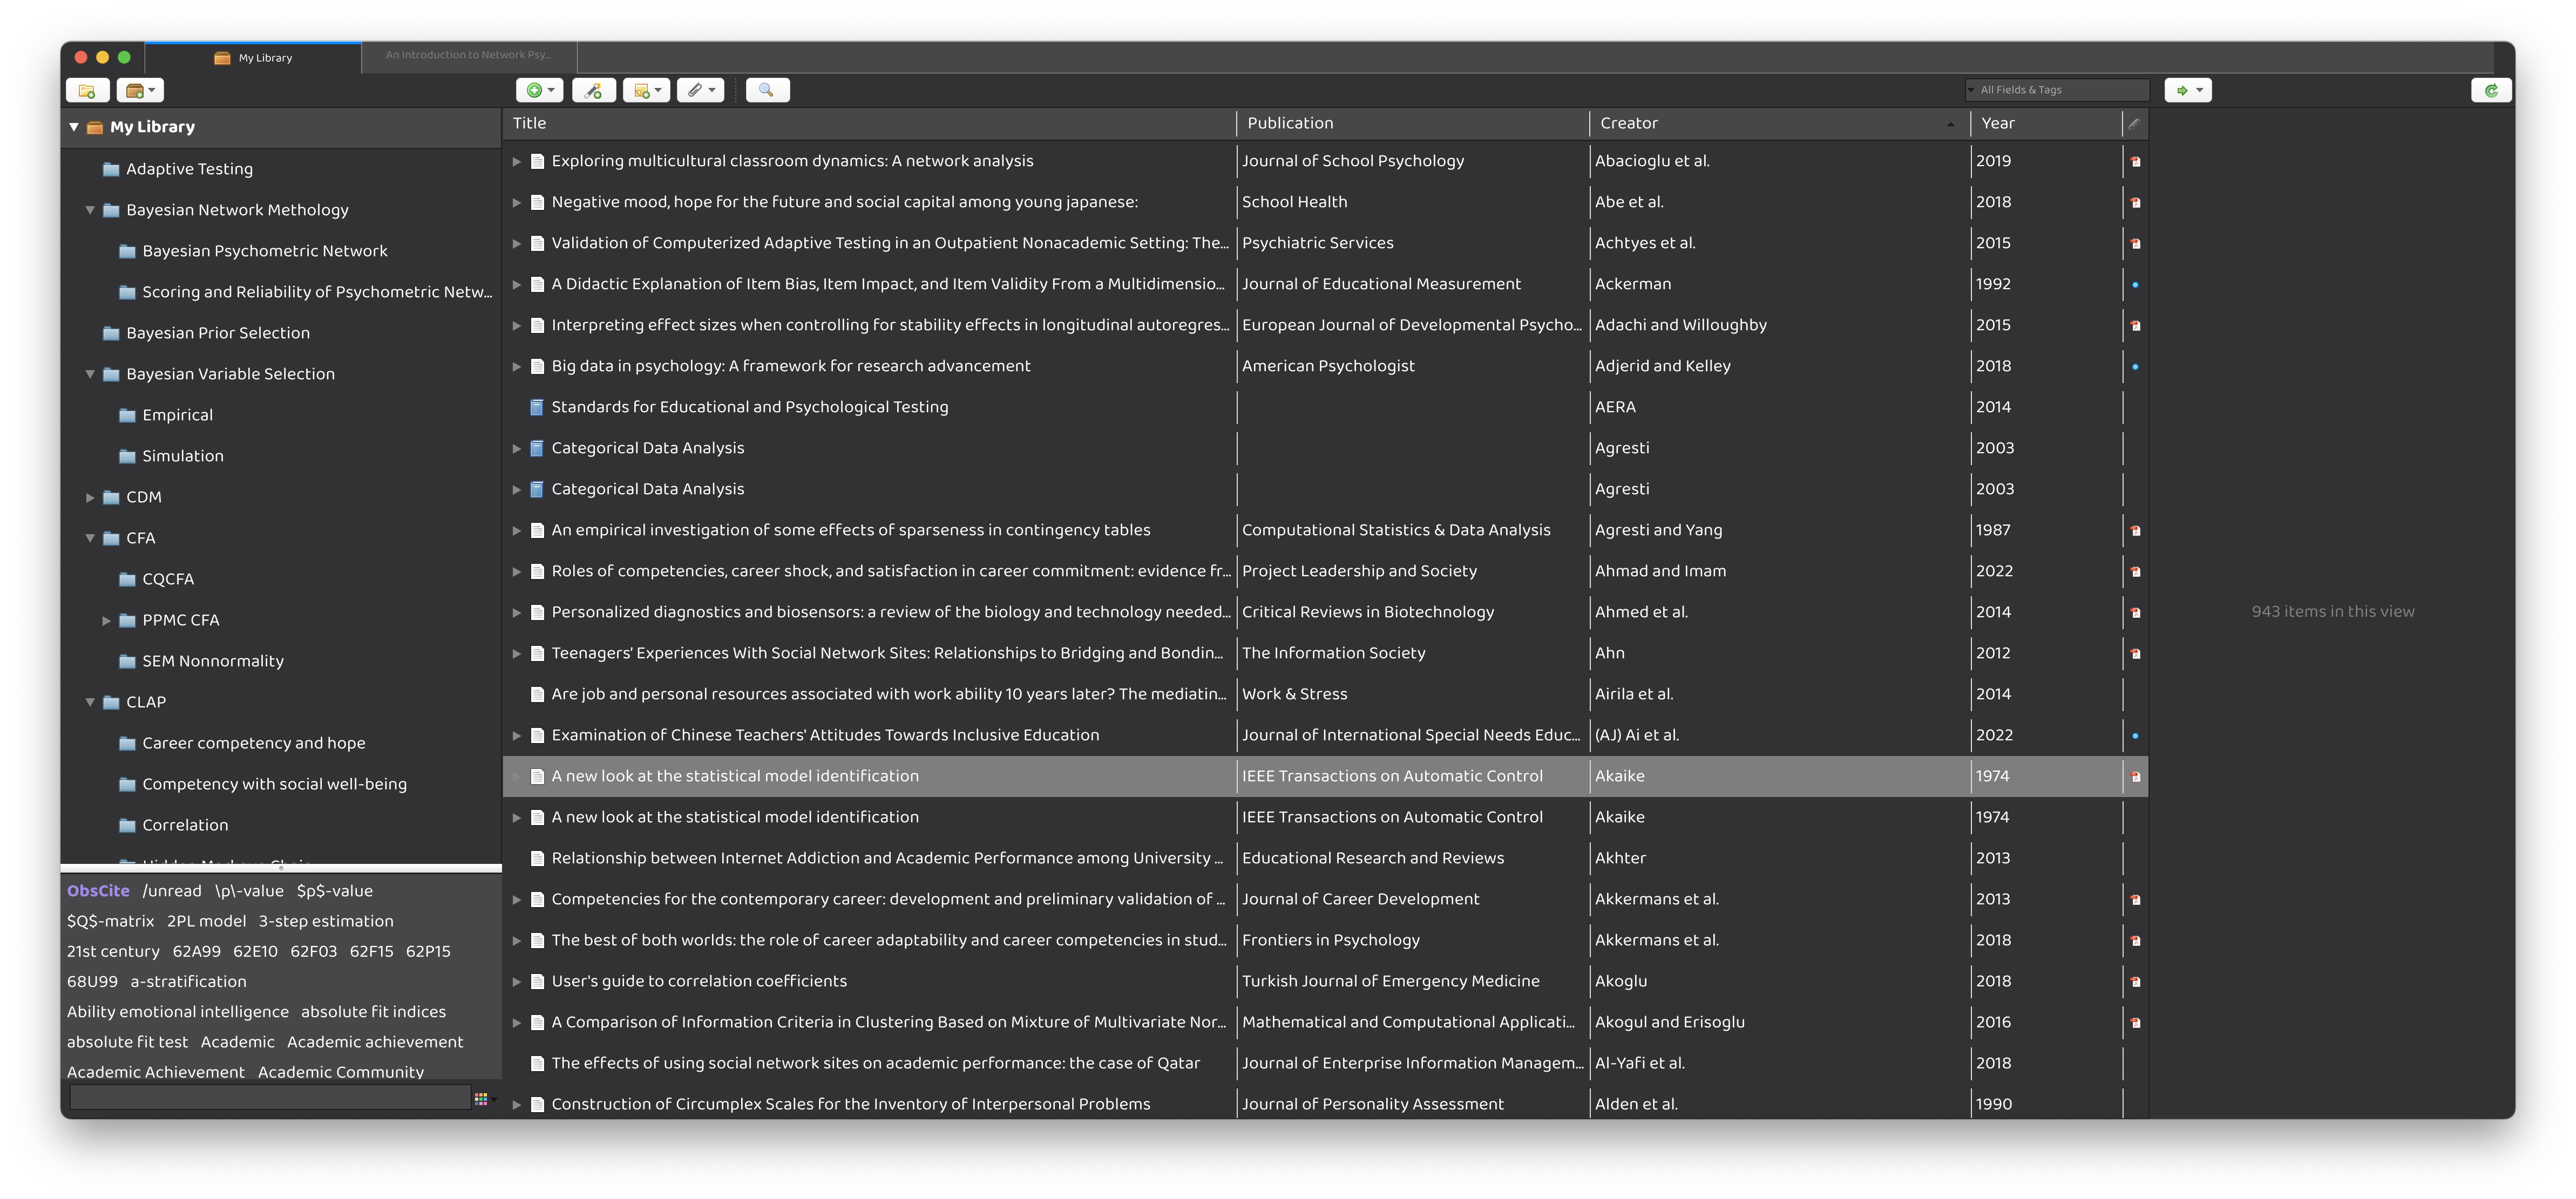 My Library
An Introduction to Network Psy...
All Fields & Tags
My Library
Adaptive Testing
Bayesian Network Methology
Bayesian Psychometric Network
Scoring and Reliability of Psychometric Netw...
Bayesian Prior Selection
Bayesian Variable Selection
Empirical
Simulation
CDM
CFA
CQCFA
PPMC CFA
SEM Nonnormality
CLAP
Career competency and hope
Competency with social well-being
Correlation
ObsCite /unread \p\-value $p$-value
$Q$-matrix 2PL model 3-step estimation
21st century 62A99 62E10 62F03 62F15 62P15
68U99 a-stratification
Ability emotional intelligence absolute fit indices
absolute fit test Academic Academic achievement
Academic Achievement Academic Community
Title Publication Creator Year
Exploring multicultural classroom dynamics: A network analysis Journal of School Psychology Abacioglu et al. 2019
Negative mood, hope for the future and social capital among young japanese: School Health Abe et al. 2018
Validation of Computerized Adaptive Testing in an Outpatient Nonacademic Setting: The... Psychiatric Services Achtyes et al. 2015
A Didactic Explanation of Item Bias, Item Impact, and Item Validity From a Multidimensio... Journal of Educational Measurement Ackerman 1992
Interpreting effect sizes when controlling for stability effects in longitudinal autoregres... European Journal of Developmental Psycho... Adachi and Willoughby 2015
Big data in psychology: A framework for research advancement American Psychologist Adjerid and Kelley 2018
Standards for Educational and Psychological Testing AERA 2014
Categorical Data Analysis Agresti 2003
Categorical Data Analysis Agresti 2003
An empirical investigation of some effects of sparseness in contingency tables Computational Statistics & Data Analysis Agresti and Yang 1987
Roles of competencies, career shock, and satisfaction in career commitment: evidence fr... Project Leadership and Society Ahmad and Imam 2022
Personalized diagnostics and biosensors: a review of the biology and technology needed... Critical Reviews in Biotechnology Ahmed et al. 2014
Teenagers' Experiences With Social Network Sites: Relationships to Bridging and Bondin... The Information Society Ahn 2012
Are job and personal resources associated with work ability 10 years later? The mediatin... Work & Stress Airila et al. 2014
Examination of Chinese Teachers' Attitudes Towards Inclusive Education Journal of International Special Needs Educ... (AJ) Ai et al. 2022
A new look at the statistical model identification IEEE Transactions on Automatic Control Akaike 1974
A new look at the statistical model identification IEEE Transactions on Automatic Control Akaike 1974
Relationship between Internet Addiction and Academic Performance among University ... Educational Research and Reviews Akhter 2013
Competencies for the contemporary career: development and preliminary validation of ... Journal of Career Development Akkermans et al. 2013
The best of both worlds: the role of career adaptability and career competencies in stud... Frontiers in Psychology Akkermans et al. 2018
User's guide to correlation coefficients Turkish Journal of Emergency Medicine Akoglu 2018
A Comparison of Information Criteria in Clustering Based on Mixture of Multivariate Nor... Mathematical and Computational Applicati... Akogul and Erisoglu 2016
The effects of using social network sites on academic performance: the case of Qatar Journal of Enterprise Information Managem... Al-Yafi et al. 2018
Construction of Circumplex Scales for the Inventory of Interpersonal Problems Journal of Personality Assessment Alden et al. 1990
943 items in this view